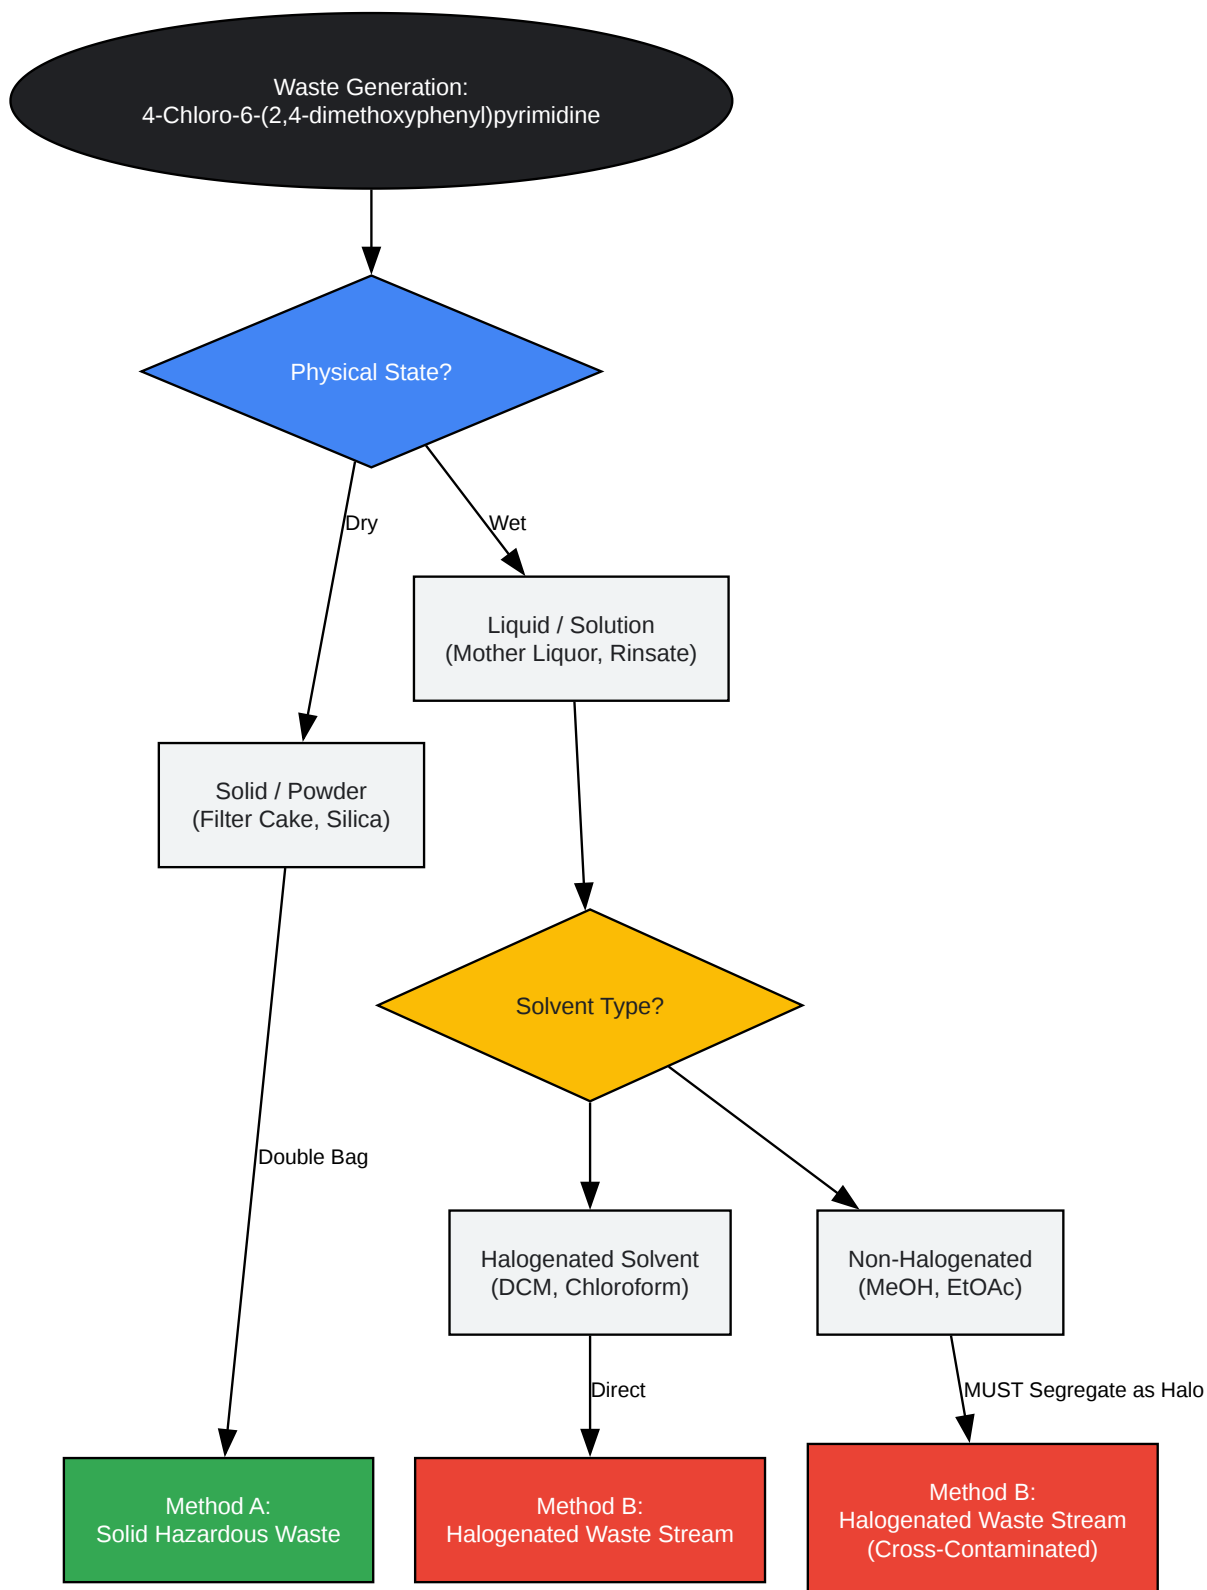 Waste Generation:
4-Chloro-6-(2,4-dimethoxyphenyl)pyrimidine
Physical State?
Dry
Wet
Liquid / Solution
(Mother Liquor, Rinsate)
Solid / Powder
(Filter Cake, Silica)
Solvent Type?
Double Bag
Halogenated Solvent
(DCM, Chloroform)
Non-Halogenated
(MeOH, EtOAc)
Direct
MUST Segregate as Halo
Method A:
Solid Hazardous Waste
Method B:
Halogenated Waste Stream
Method B:
Halogenated Waste Stream
(Cross-Contaminated)